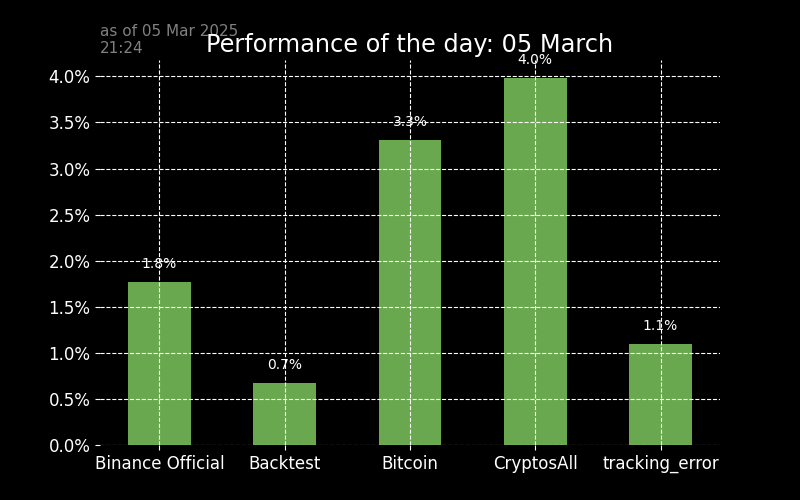 as of 05 Mar 2025
21:24
Performance of the day: 05 March
4.0%
3.5%
3.0%
2.5%
2.0%
1.5%
1.0%
0.5%
0.0%
1.8%
0.7%
3.3%
4.0%
1.1%
Binance Official
Backtest
Bitcoin
CryptosAll
tracking_error